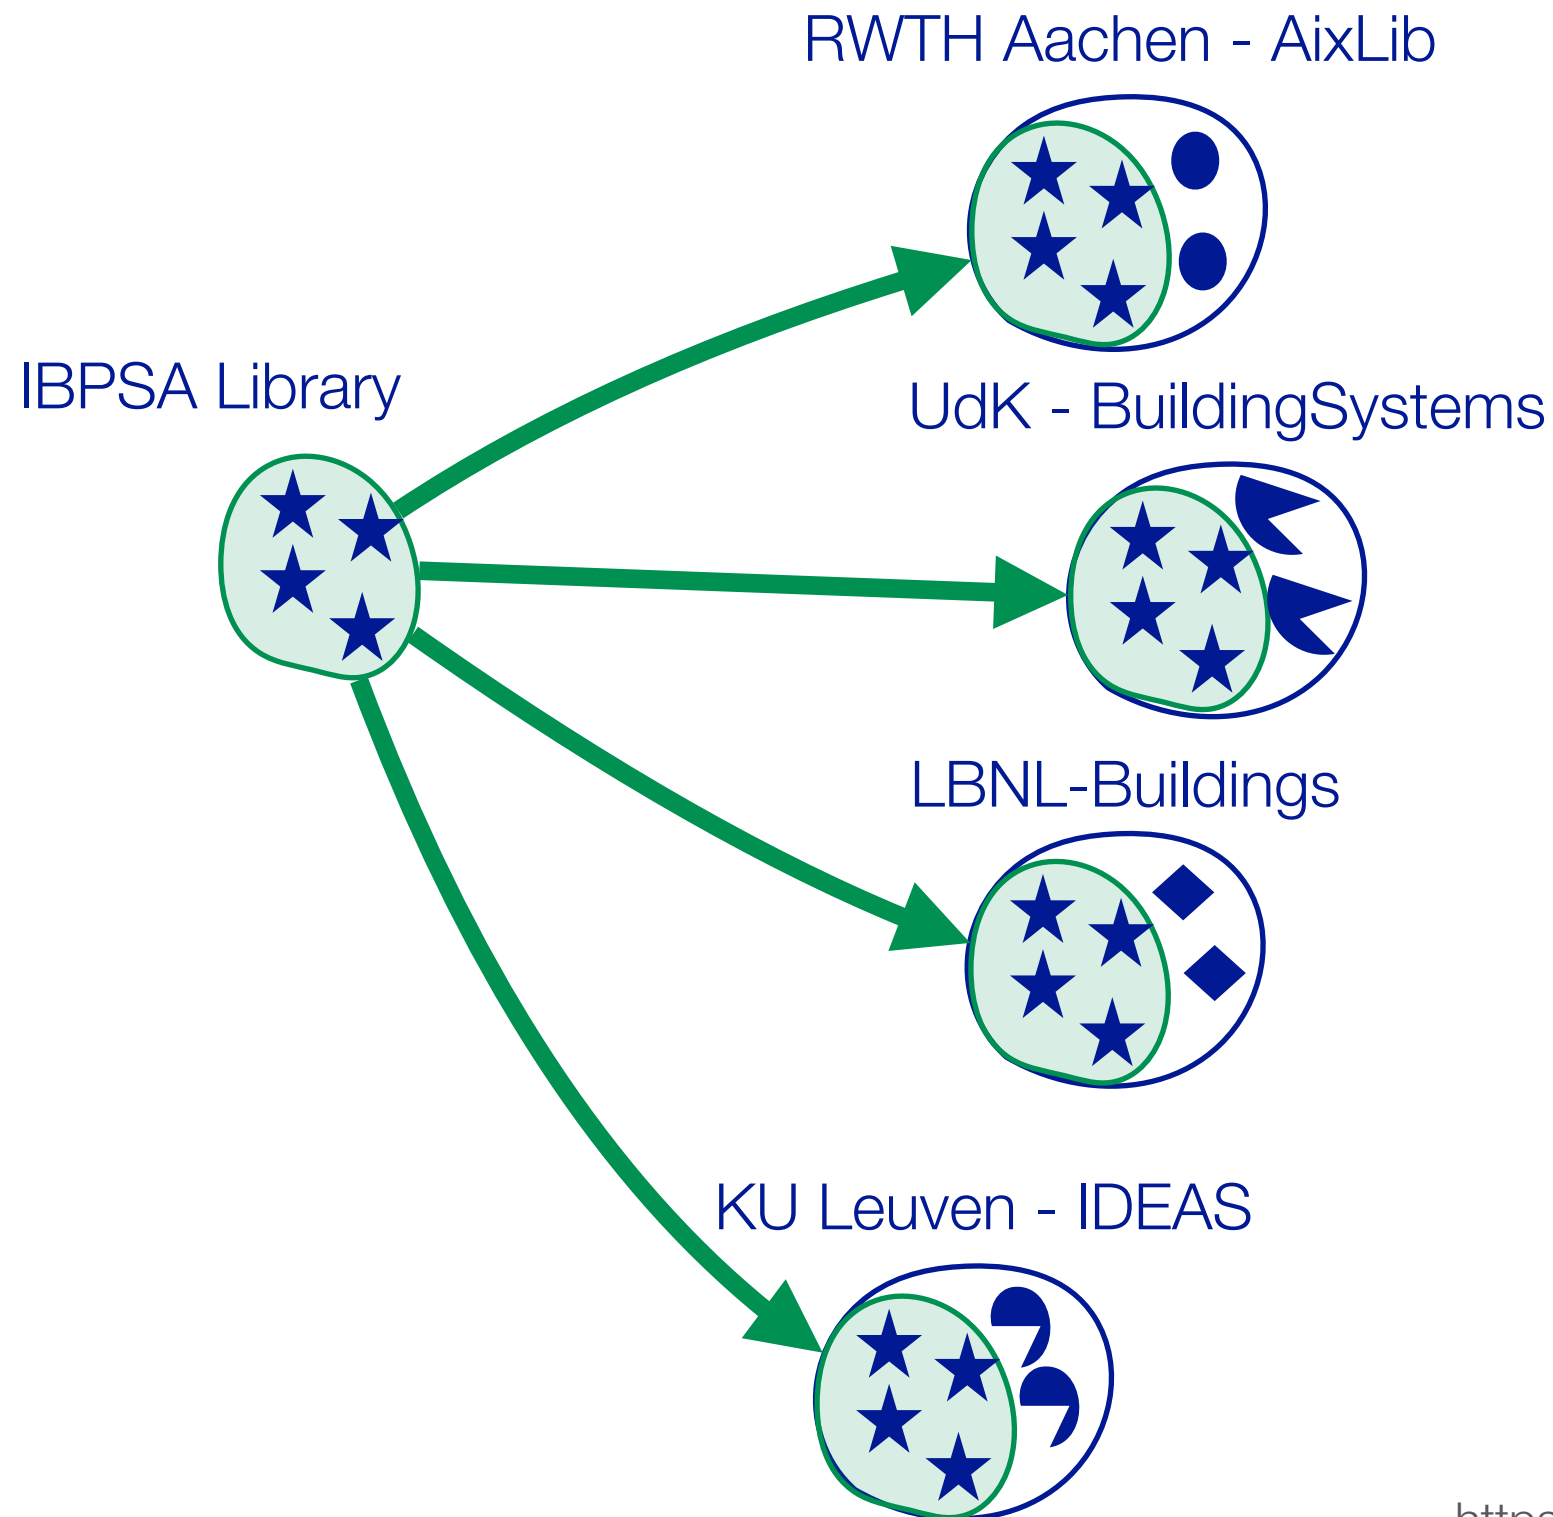 RWTH Aachen - AixLib
IBPSA Library
UdK - BuildingSystems
LBNL-Buildings
KU Leuven - IDEAS